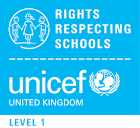 RIGHTS
RESPECTING
SCHOOLS
unicef
UNITED KINGDOM
LEVEL 1